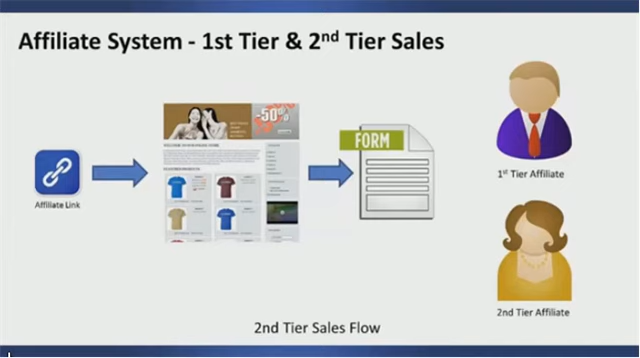 Affiliate System - 1st Tier & 2nd Tier Sales
-50%
FORM
Affiliate Link
1st Tier Affiliate
2nd Tier Affiliate
2nd Tier Sales Flow